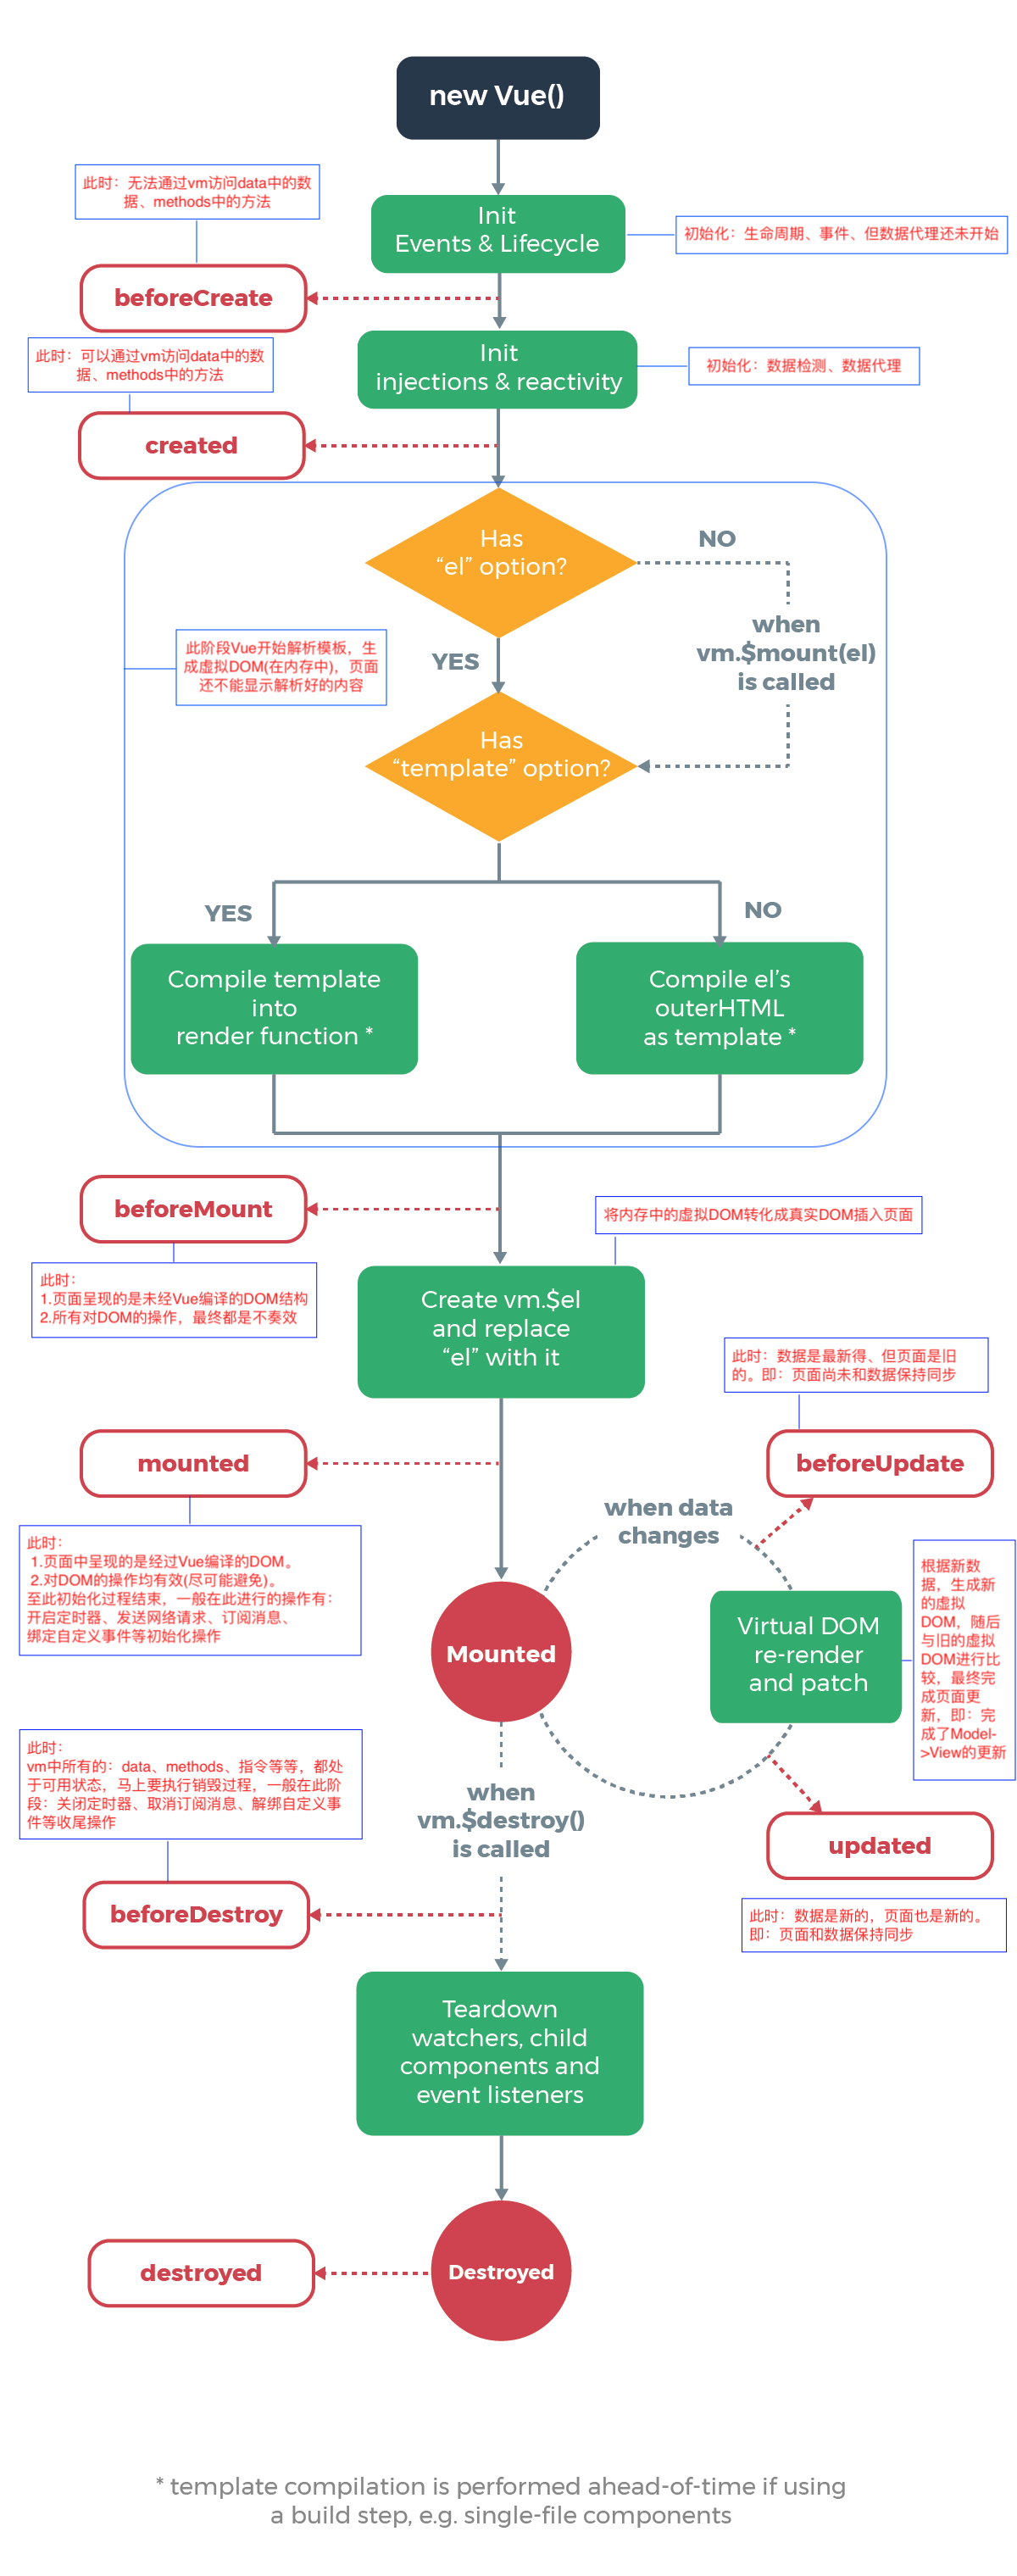 new Vue()
此时：无法通过vm访问data中的数
据、methods中的方法
Init
Events & Lifecycle
初始化：生命周期、事件、但数据代理还未开始
beforeCreate
此时：可以通过vm访问data中的数
据、methods中的方法
Init
injections & reactivity
初始化：数据检测、数据代理
created
Has
“el” option?
NO
when
vm.$mount(el)
is called
此阶段Vue开始解析模板，生
成虚拟DOM(在内存中)，页面
还不能显示解析好的内容
YES
Has
“template” option?
YES
NO
Compile template
into
render function *
Compile el’s
outerHTML
as template *
beforeMount
将内存中的虚拟DOM转化成真实DOM插入页面
此时：
1.页面呈现的是未经Vue编译的DOM结构
2.所有对DOM的操作，最终都是不奏效
Create vm.$el
and replace
“el” with it
此时：数据是最新得、但页面是旧
的。即：页面尚未和数据保持同步
mounted
beforeUpdate
when data
changes
此时：
1.页面中呈现的是经过Vue编译的DOM。
2.对DOM的操作均有效(尽可能避免)。
至此初始化过程结束，一般在此进行的操作有：
开启定时器、发送网络请求、订阅消息、
绑定自定义事件等初始化操作
Mounted
Virtual DOM
re-render
and patch
根据新数
据，生成新
的虚拟
DOM，随后
与旧的虚拟
DOM进行比
较，最终完
成页面更
新，即：完
成了Model-
>View的更新
此时：
vm中所有的：data、methods、指令等等，都处
于可用状态，马上要执行销毁过程，一般在此阶
段：关闭定时器、取消订阅消息、解绑自定义事
件等收尾操作
when
vm.$destroy()
is called
updated
beforeDestroy
此时：数据是新的，页面也是新的。
即：页面和数据保持同步
Teardown
watchers, child
components and
event listeners
destroyed
Destroyed
* template compilation is performed ahead-of-time if using
a build step, e.g. single-file components